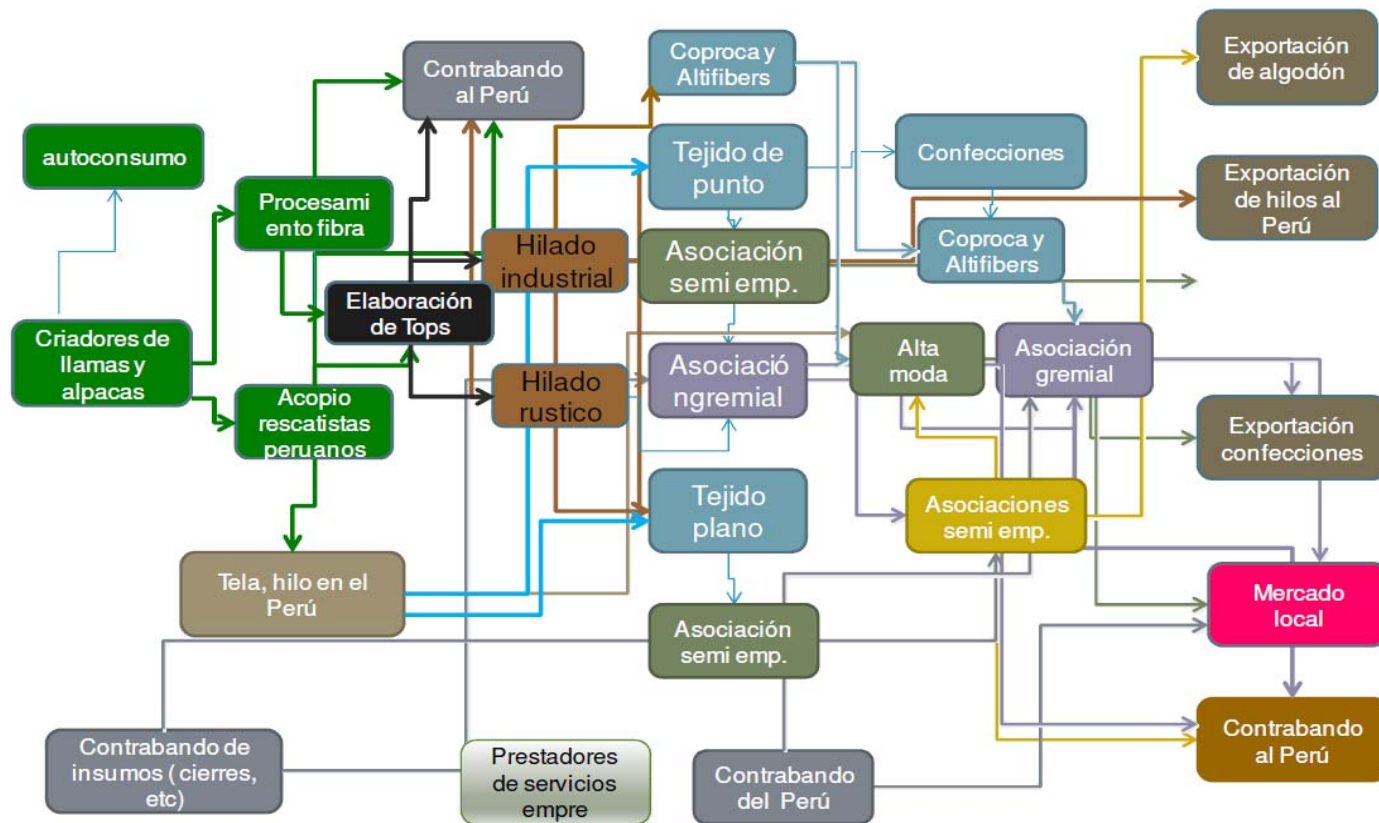 Contrabando
al Perú
Coproca y
Altifibers
Exportación
de algodón
autoconsumo
Tejido de
punto
Confecciones
Exportación
de hilos al
Perú
Procesami
ento fibra
Hilado
industrial
Asociación
semi emp.
Coproca y
Altifibers
Elaboración
de Tops
Criadores de
llamas y
alpacas
Asociació
ngremial
Alta
moda
Asociación
gremial
Acopio
rescatistas
peruanos
Hilado
rustico
Exportación
confecciones
Tejido
plano
Asociaciones
semi emp.
Tela, hilo en el
Perú
Mercado
local
Asociación
semi emp.
Contrabando de
insumos ( cierres,
etc)
Prestadores
de servicios
empre
Contrabando
del Perú
Contrabando
al Perú